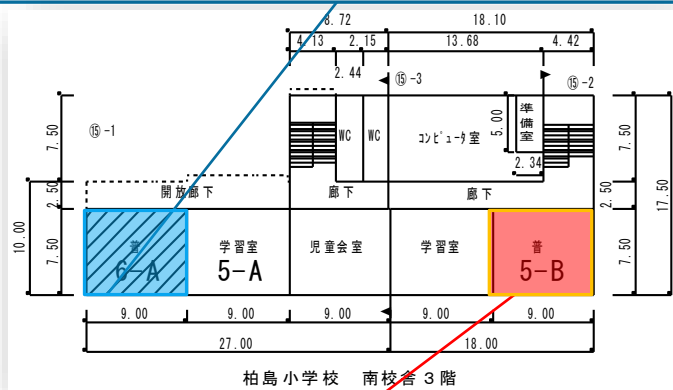 8.72
18.10
4.13
2.15
13.68
4.42
2.44
⑮-3
⑮-2
⑮-1
7.50
WC
WC
コンピュータ室
5.00
準備室
2.34
7.50
2.50
開放廊下
廊下
廊下
2.50
17.50
10.00
7.50
普
6-A
学習室
5-A
児童会室
学習室
普
5-B
7.50
9.00
9.00
9.00
9.00
9.00
27.00
18.00
柏島小学校 南校舎3階